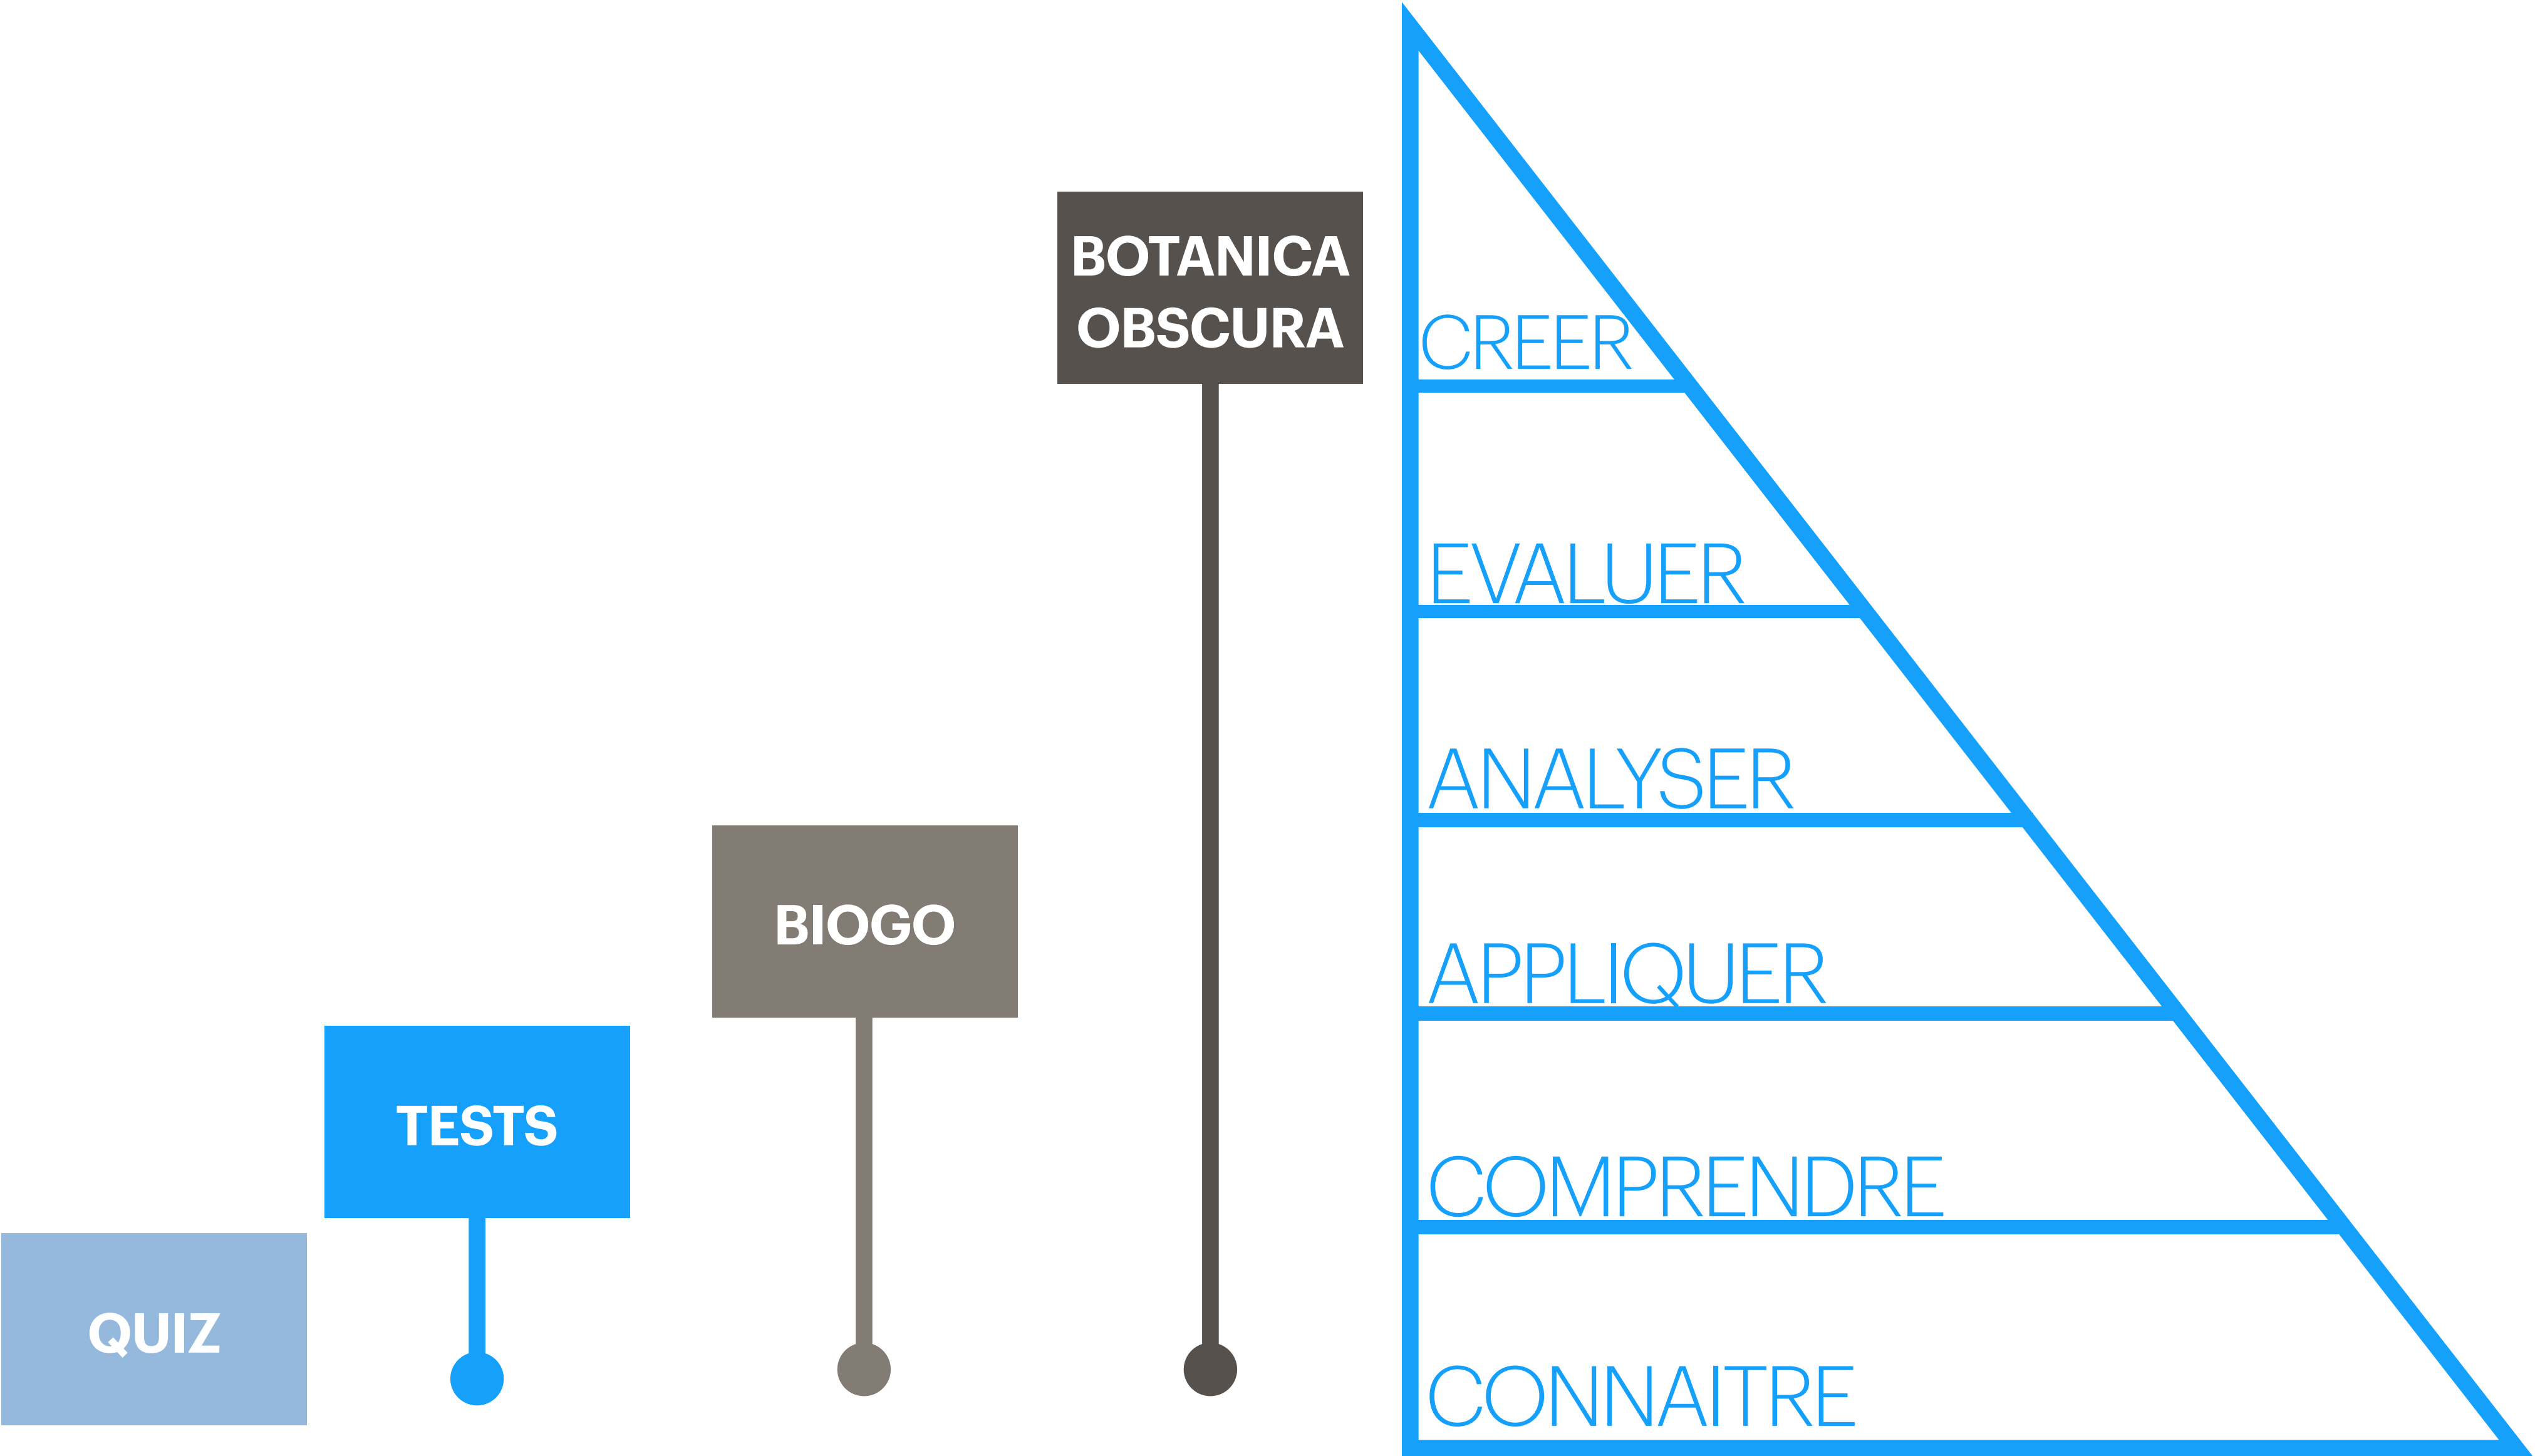 BOTANICA
OBSCURA
CREER
EVALUER
ANALYSER
BIOGO
APPLIQUER
TESTS
COMPRENDRE
QUIZ
CONNAITRE